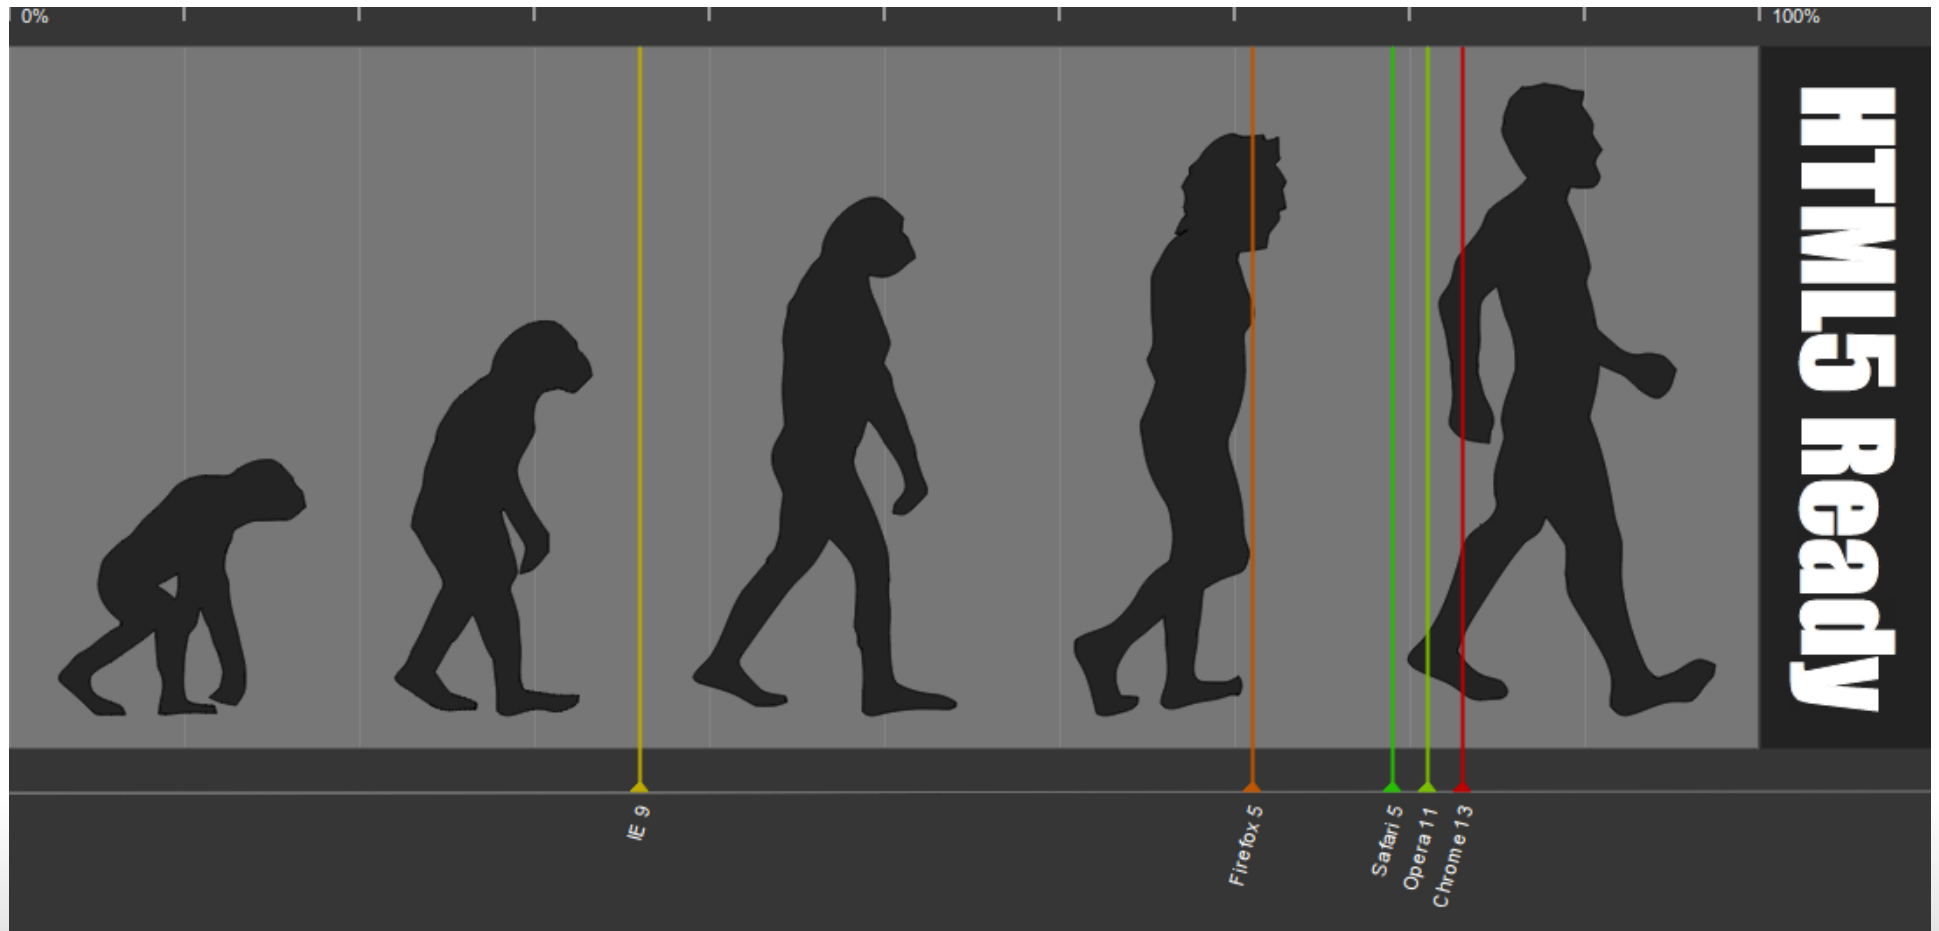 0%
100%
HTML5 Ready
IE 9
Firefox 5
Safari 5
Opera 11
Chrome 13